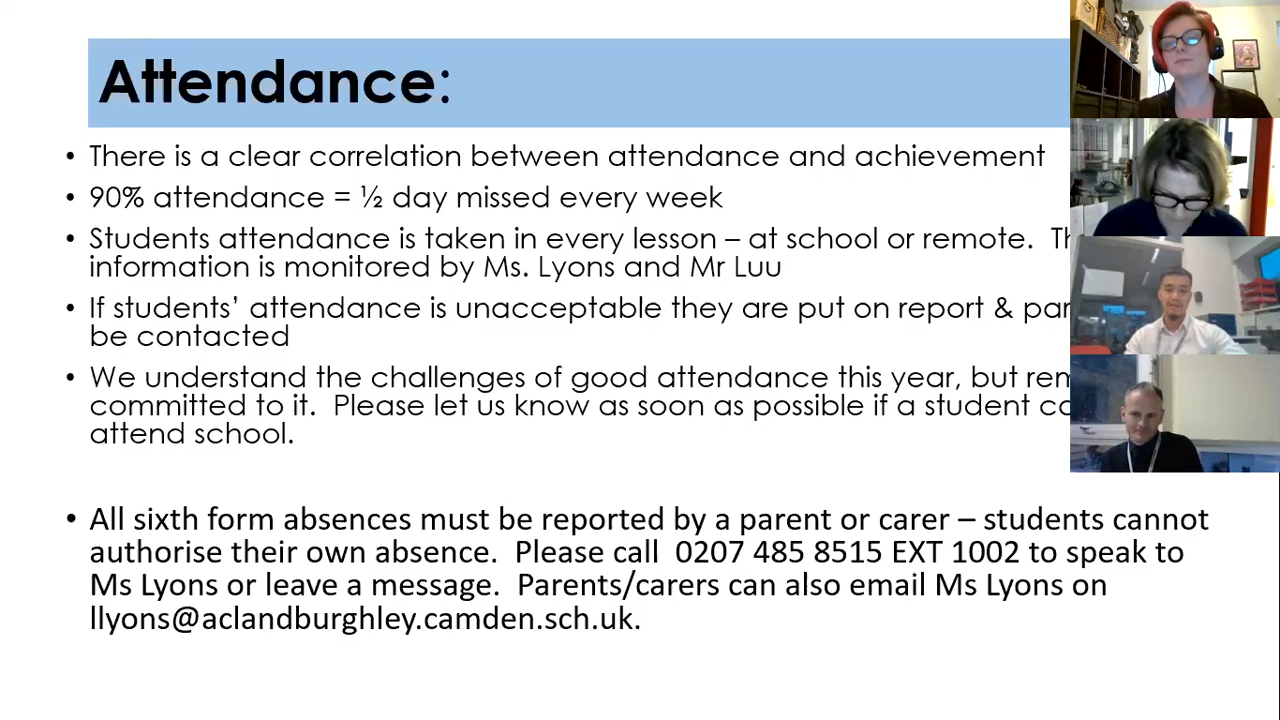 Attendance:
• There is a clear correlation between attendance and achievement
• 90% attendance = ½ day missed every week
• Students attendance is taken in every lesson – at school or remote.
information is monitored by Ms. Lyons and Mr Luu
• If students’ attendance is unacceptable they are put on report &
be contacted
• We understand the challenges of good attendance this year, but
committed to it.  Please let us know as soon as possible if a student
attend school.
• All sixth form absences must be reported by a parent or carer – students cannot
authorise their own absence.  Please call  0207 485 8515 EXT 1002 to speak to
Ms Lyons or leave a message.  Parents/carers can also email Ms Lyons on
llyons@aclandburghley.camden.sch.uk.